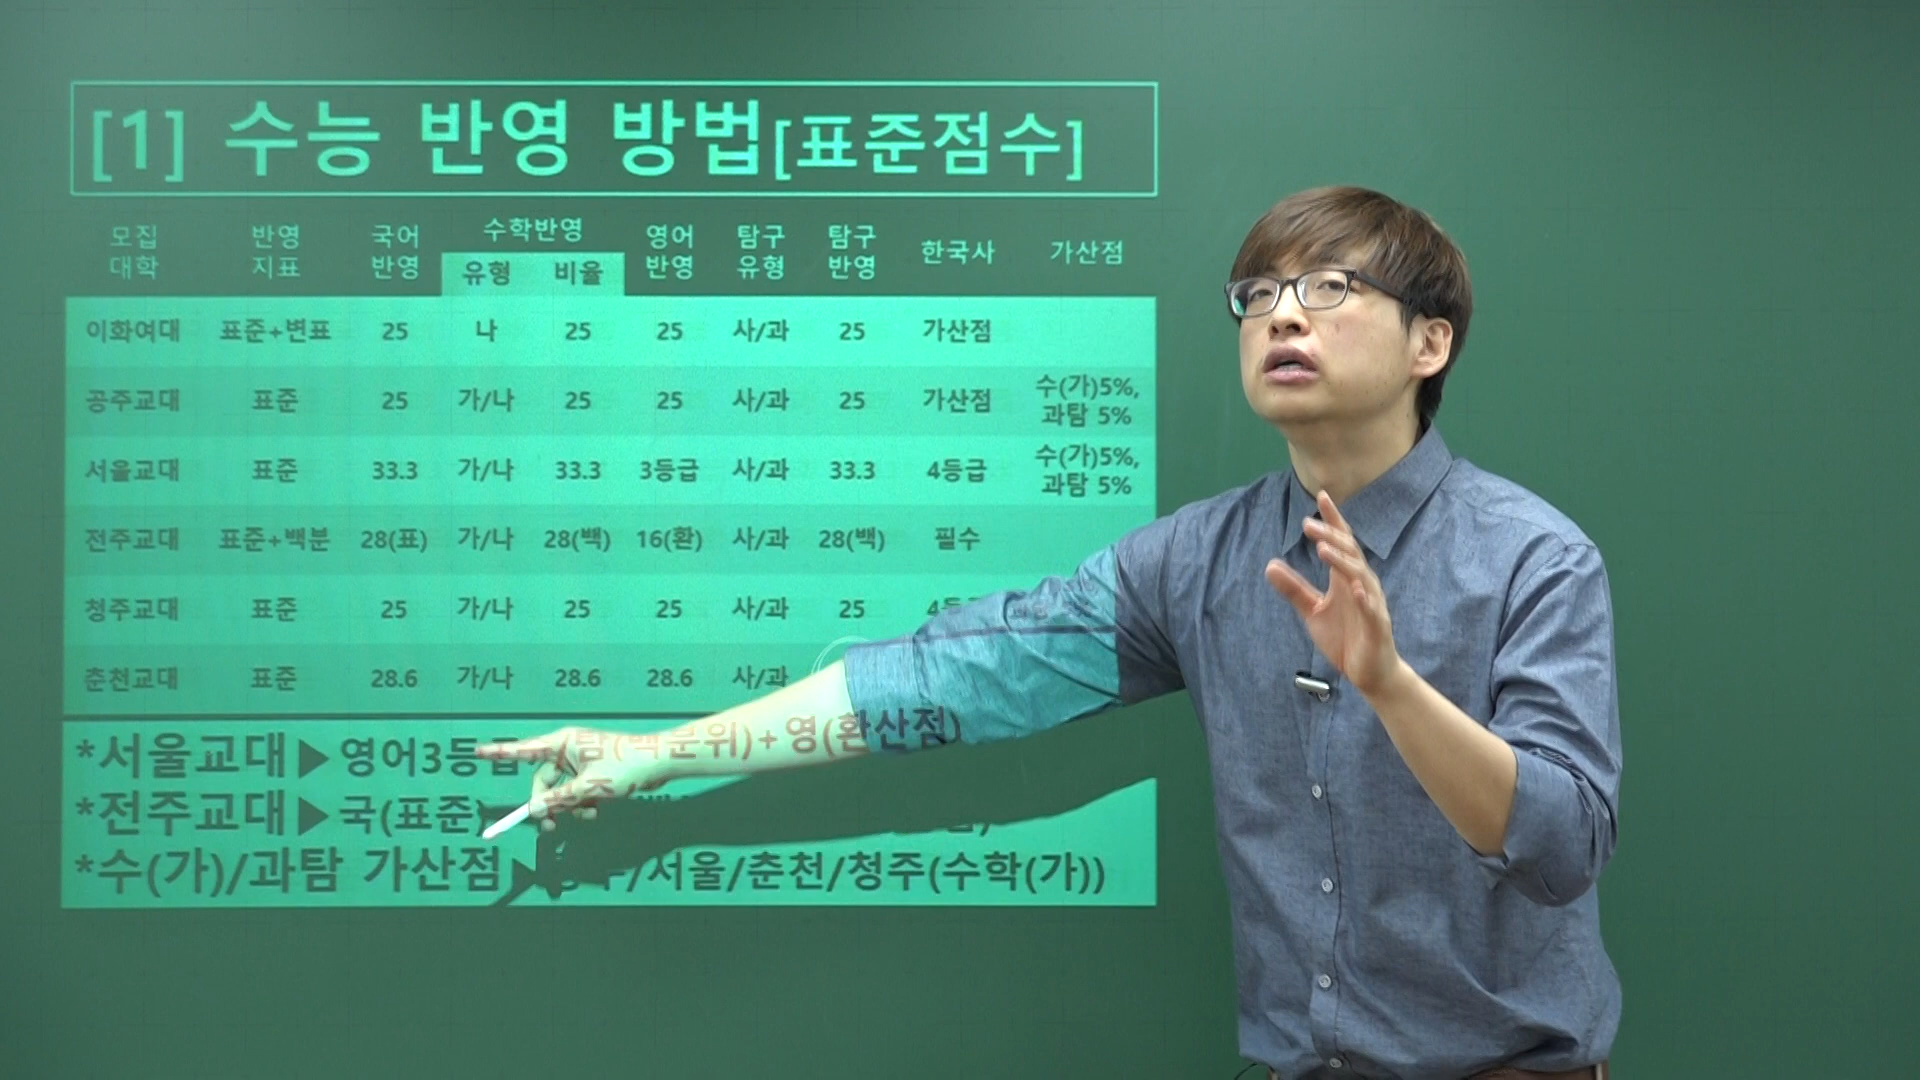 [1] 수능 반영 방법[표준점수]
모집 대학 반영 지표 국어 반영 수학반영 유형 비율 영어 반영 탐구 유형 탐구 반영 한국사 가산점
이화여대 표준+변표 25 나 25 25 사/과 25 가산점
공주교대 표준 25 가/나 25 25 사/과 25 가산점 수(가)5%, 과탐 5%
서울교대 표준 33.3 가/나 33.3 3등급 사/과 33.3 4등급 수(가)5%, 과탐 5%
전주교대 표준+백분 28(표) 가/나 28(백) 16(환) 사/과 28(백) 필수
청주교대 표준 25 가/나 25 25 사/과 25
춘천교대 표준 28.6 가/나 28.6 28.6 사/과
*서울교대▶영어3등급
*전주교대▶국(표준) 탐(백분위)+영(환산점)
*수(가)/과탐 가산점▶ /서울/춘천/청주(수학(가))